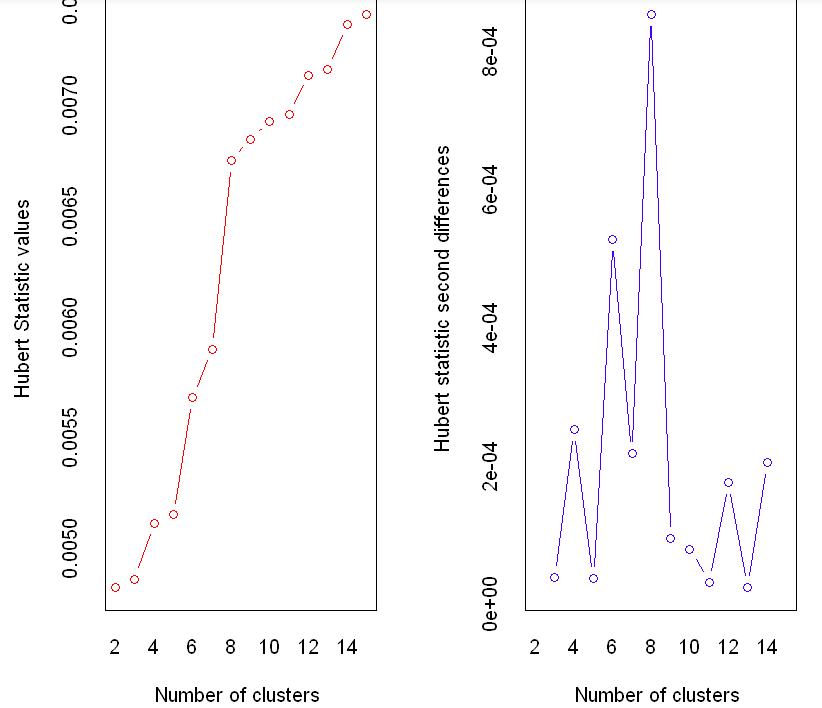 Hubert Statistic values
0.0050 0.0055 0.0060 0.0065 0.0070
2 4 6 8 10 12 14
Number of clusters
Hubert statistic second differences
0e+00 2e-04 4e-04 6e-04 8e-04
2 4 6 8 10 12 14
Number of clusters